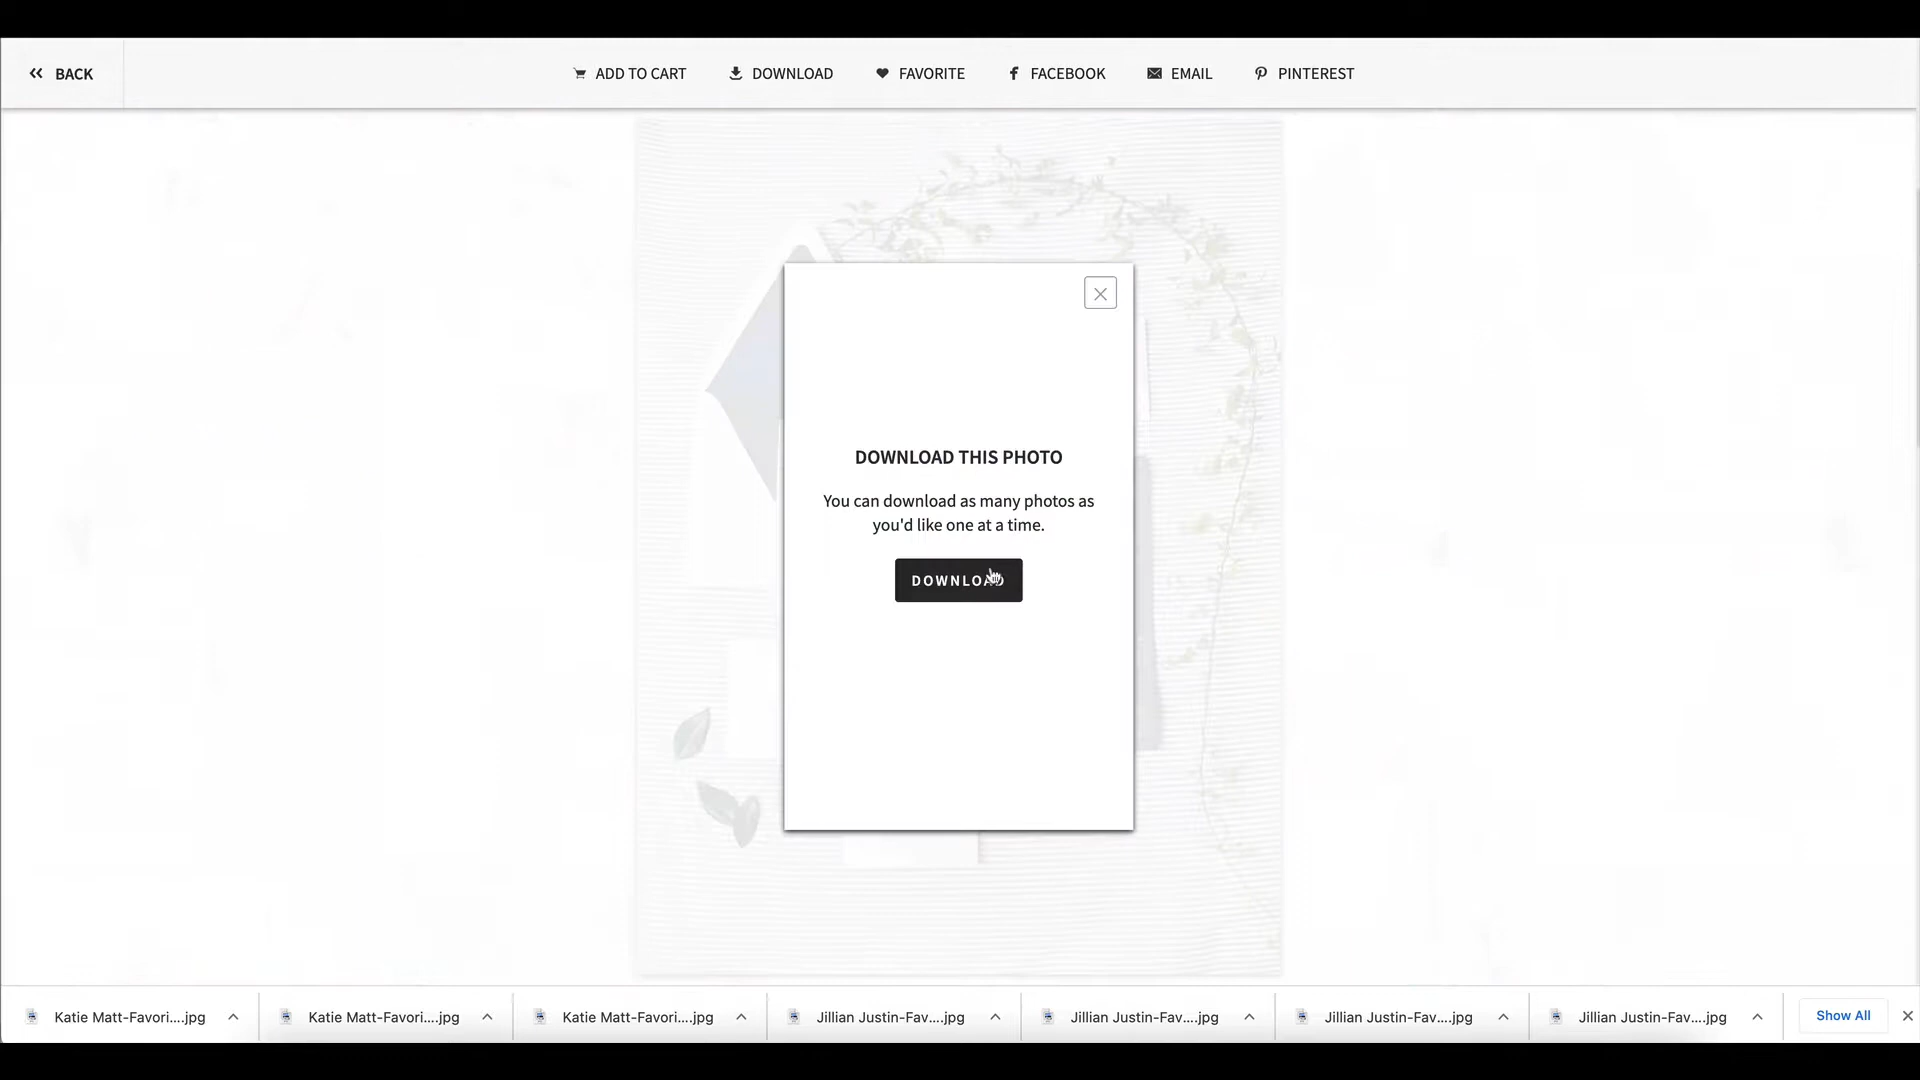 BACK
ADD TO CART
DOWNLOAD
FAVORITE
FACEBOOK
EMAIL
PINTEREST
DOWNLOAD THIS PHOTO
You can download as many photos as
you'd like one at a time.
DOWNLOAD
Katie Matt-Favori....jpg
Katie Matt-Favori....jpg
Katie Matt-Favori....jpg
Jillian Justin-Fav....jpg
Jillian Justin-Fav....jpg
Jillian Justin-Fav....jpg
Jillian Justin-Fav....jpg
Show All